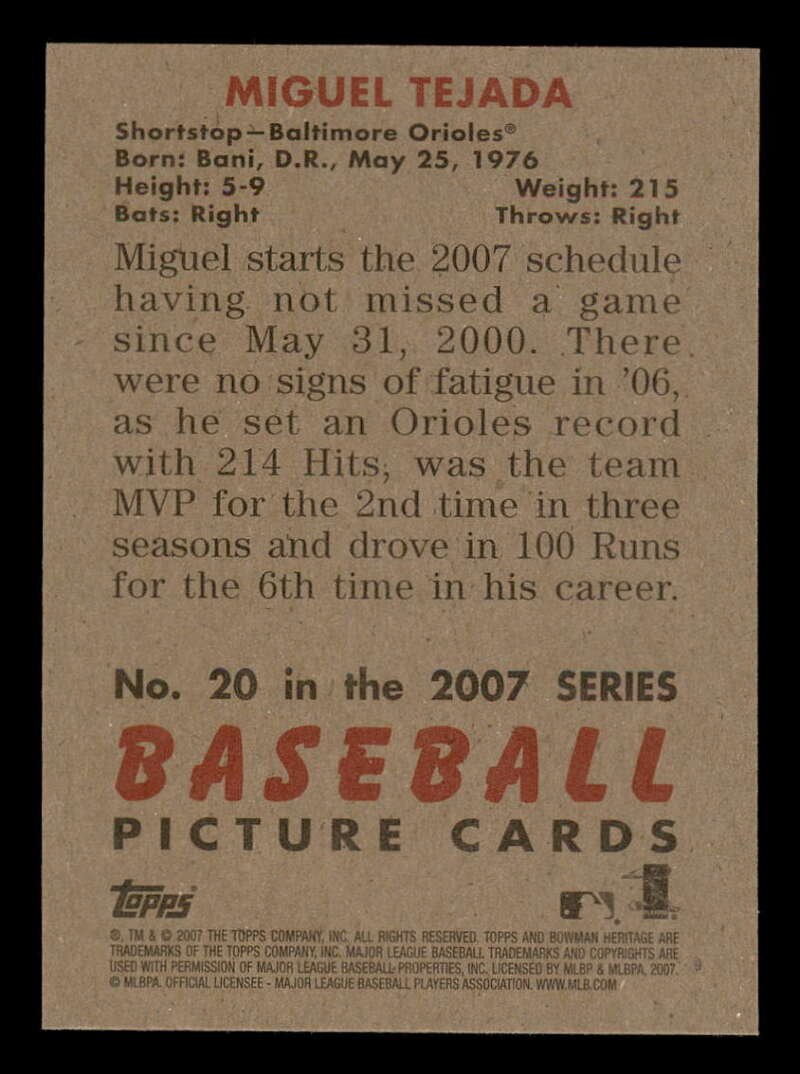 MIGUEL TEJADA
Shortstop—Baltimore Orioles®
Born: Bani, D.R., May 25, 1976
Height: 5-9 Weight: 215
Bats: Right Throws: Right
Miguel starts the 2007 schedule
having not missed a game
since May 31, 2000. There
were no signs of fatigue in '06,
as he set an Orioles record
with 214 Hits, was the team
MVP for the 2nd time in three
seasons and drove in 100 Runs
for the 6th time in his career.
No. 20 in the 2007 SERIES
BASEBALL
PICTURE CARDS
Topps
®, TM & © 2007 THE TOPPS COMPANY, INC. ALL RIGHTS RESERVED. TOPPS AND BOWMAN HERITAGE ARE
TRADEMARKS OF THE TOPPS COMPANY, INC. MAJOR LEAGUE BASEBALL TRADEMARKS AND COPYRIGHTS ARE
USED WITH PERMISSION OF MAJOR LEAGUE BASEBALL PROPERTIES, INC. LICENSED BY MLBP & MLBPA, 2007.
© MLBPA. OFFICIAL LICENSEE - MAJOR LEAGUE BASEBALL PLAYERS ASSOCIATION. WWW.MLB.COM